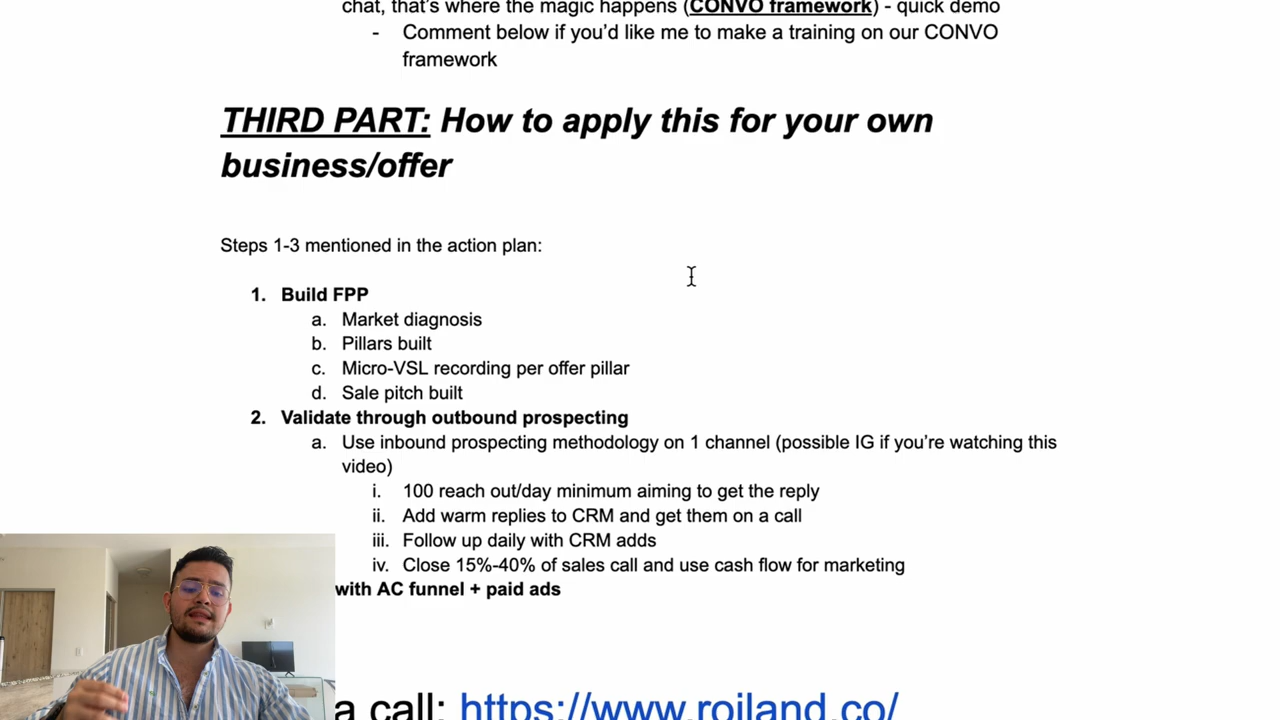 chat, that's where the magic happens (CONVO framework) - quick demo
- Comment below if you'd like me to make a training on our CONVO
framework
THIRD PART: How to apply this for your own
business/offer
Steps 1-3 mentioned in the action plan:
1. Build FPP
a. Market diagnosis
b. Pillars built
c. Micro-VSL recording per offer pillar
d. Sale pitch built
2. Validate through outbound prospecting
a. Use inbound prospecting methodology on 1 channel (possible IG if you're watching this
video)
i. 100 reach out/day minimum aiming to get the reply
ii. Add warm replies to CRM and get them on a call
iii. Follow up daily with CRM adds
iv. Close 15%-40% of sales call and use cash flow for marketing
with AC funnel + paid ads
a call: https://www.roiland.co/